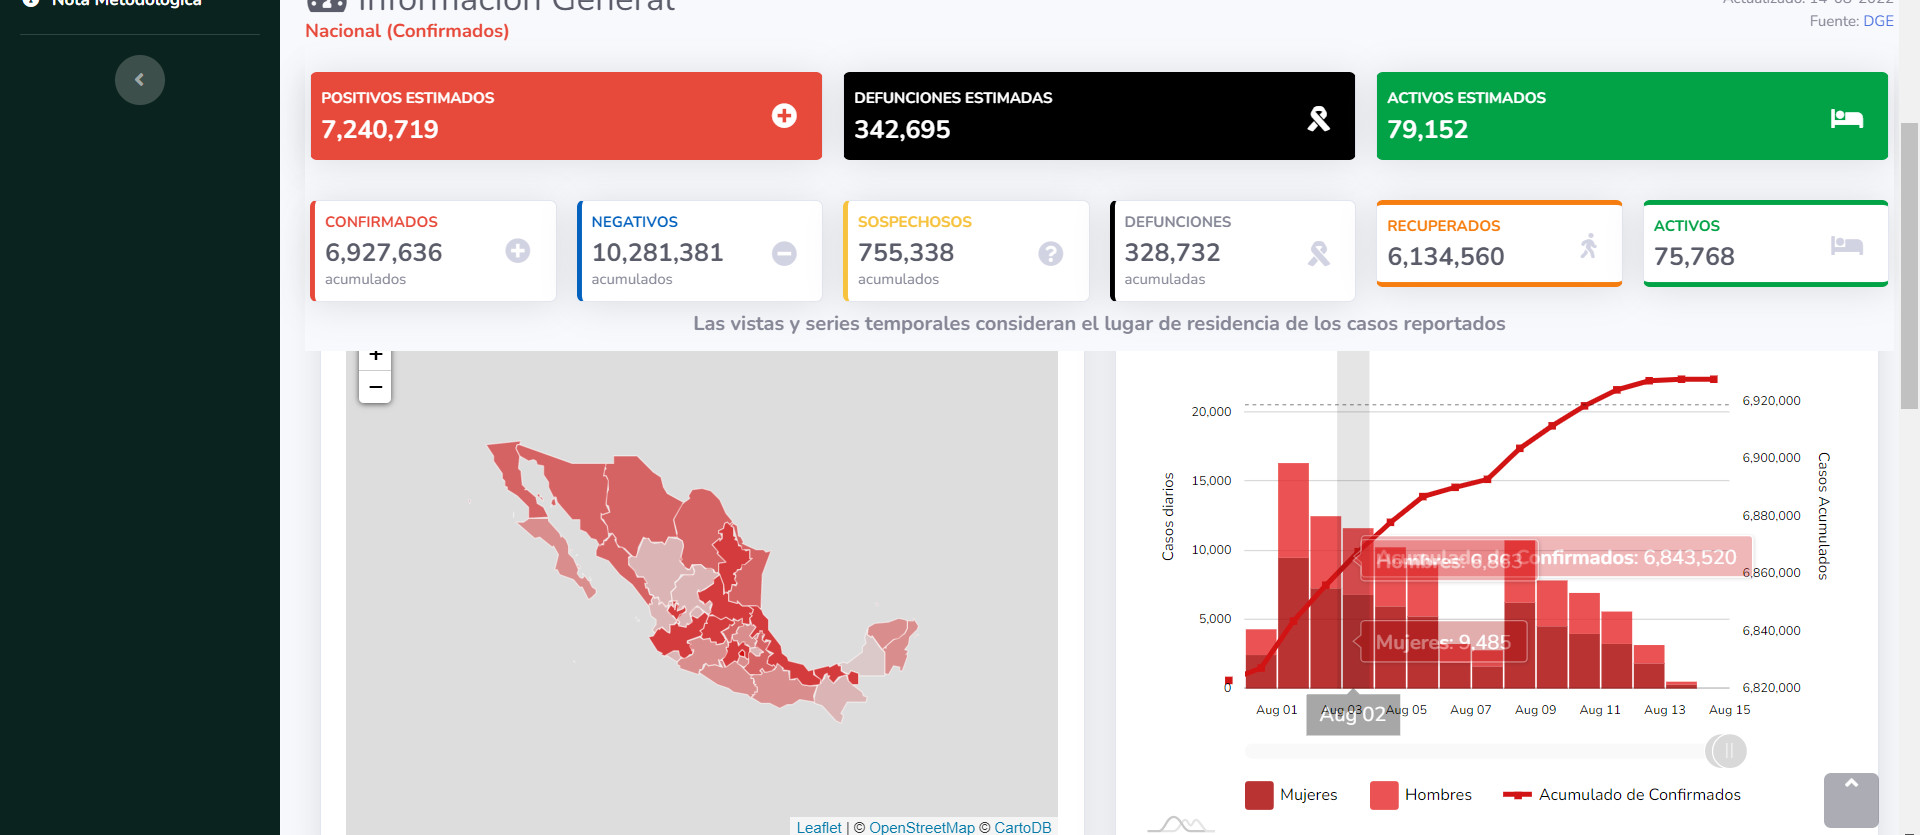 Nota Metodológica
Información General
Actualizado: 14-08-2022
Nacional (Confirmados)
Fuente: DGE
POSITIVOS ESTIMADOS
7,240,719
DEFUNCIONES ESTIMADAS
342,695
ACTIVOS ESTIMADOS
79,152
CONFIRMADOS
6,927,636
acumulados
NEGATIVOS
10,281,381
acumulados
SOSPECHOSOS
755,338
acumulados
DEFUNCIONES
328,732
acumuladas
RECUPERADOS
6,134,560
ACTIVOS
75,768
Las vistas y series temporales consideran el lugar de residencia de los casos reportados
+
−
Leaflet | © OpenStreetMap © CartoDB
Casos diarios
20,000
15,000
10,000
5,000
0
6,920,000
6,900,000
6,880,000
6,860,000
6,840,000
6,820,000
Casos Acumulados
Acumulado de Confirmados: 6,843,520
Hombres: 6,863
Mujeres: 9,485
Aug 01
Aug 03
Aug 02
Aug 05
Aug 07
Aug 09
Aug 11
Aug 13
Aug 15
Mujeres
Hombres
Acumulado de Confirmados